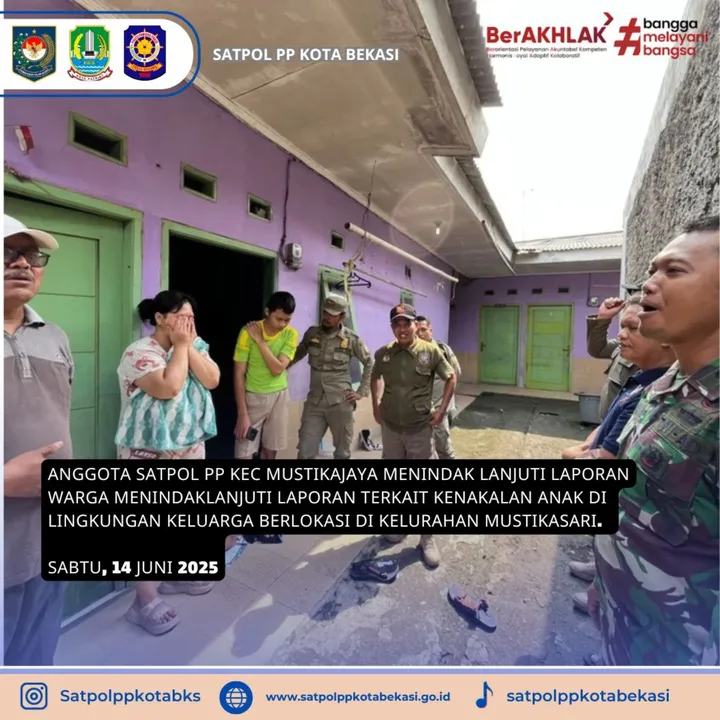 SATPOL PP KOTA BEKASI
BerAKHLAK
Berorientasi Pelayanan Akuntabel Kompeten
Harmonis Loyal Adaptif Kolaboratif
#bangga
melayani
bangsa
ANGGOTA SATPOL PP KEC MUSTIKAJAYA MENINDAK LANJUTI LAPORAN
WARGA MENINDAKLANJUTI LAPORAN TERKAIT KENAKALAN ANAK DI
LINGKUNGAN KELUARGA BERLOKASI DI KELURAHAN MUSTIKASARI.
SABTU, 14 JUNI 2025
Satpolppkotabks
www.satpolppkotabekasi.go.id
satpolppkotabekasi